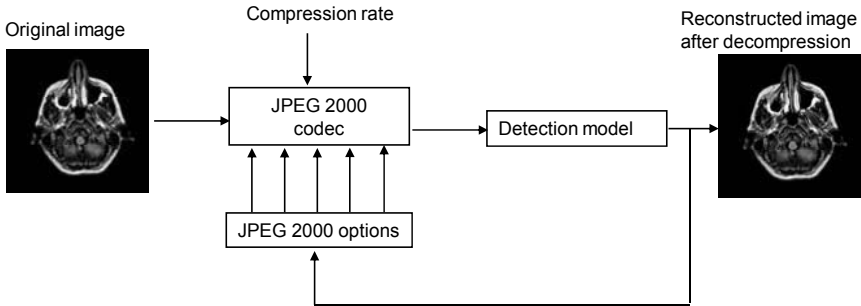 Original image
Compression rate
Reconstructed image
after decompression
JPEG 2000
codec
Detection model
JPEG 2000 options